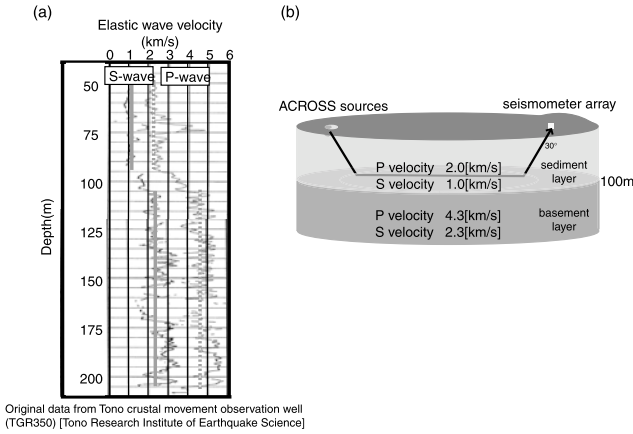 (a)
Elastic wave velocity
(km/s)
0 1 2 3 4 5 6
S-wave
P-wave
50
75
100
125
150
175
200
Depth(m)
Original data from Tono crustal movement observation well
(TGR350) [Tono Research Institute of Earthquake Science]
(b)
ACROSS sources
seismometer array
30°
P velocity 2.0[km/s]
S velocity 1.0[km/s]
sediment
layer
100m
P velocity 4.3[km/s]
S velocity 2.3[km/s]
basement
layer